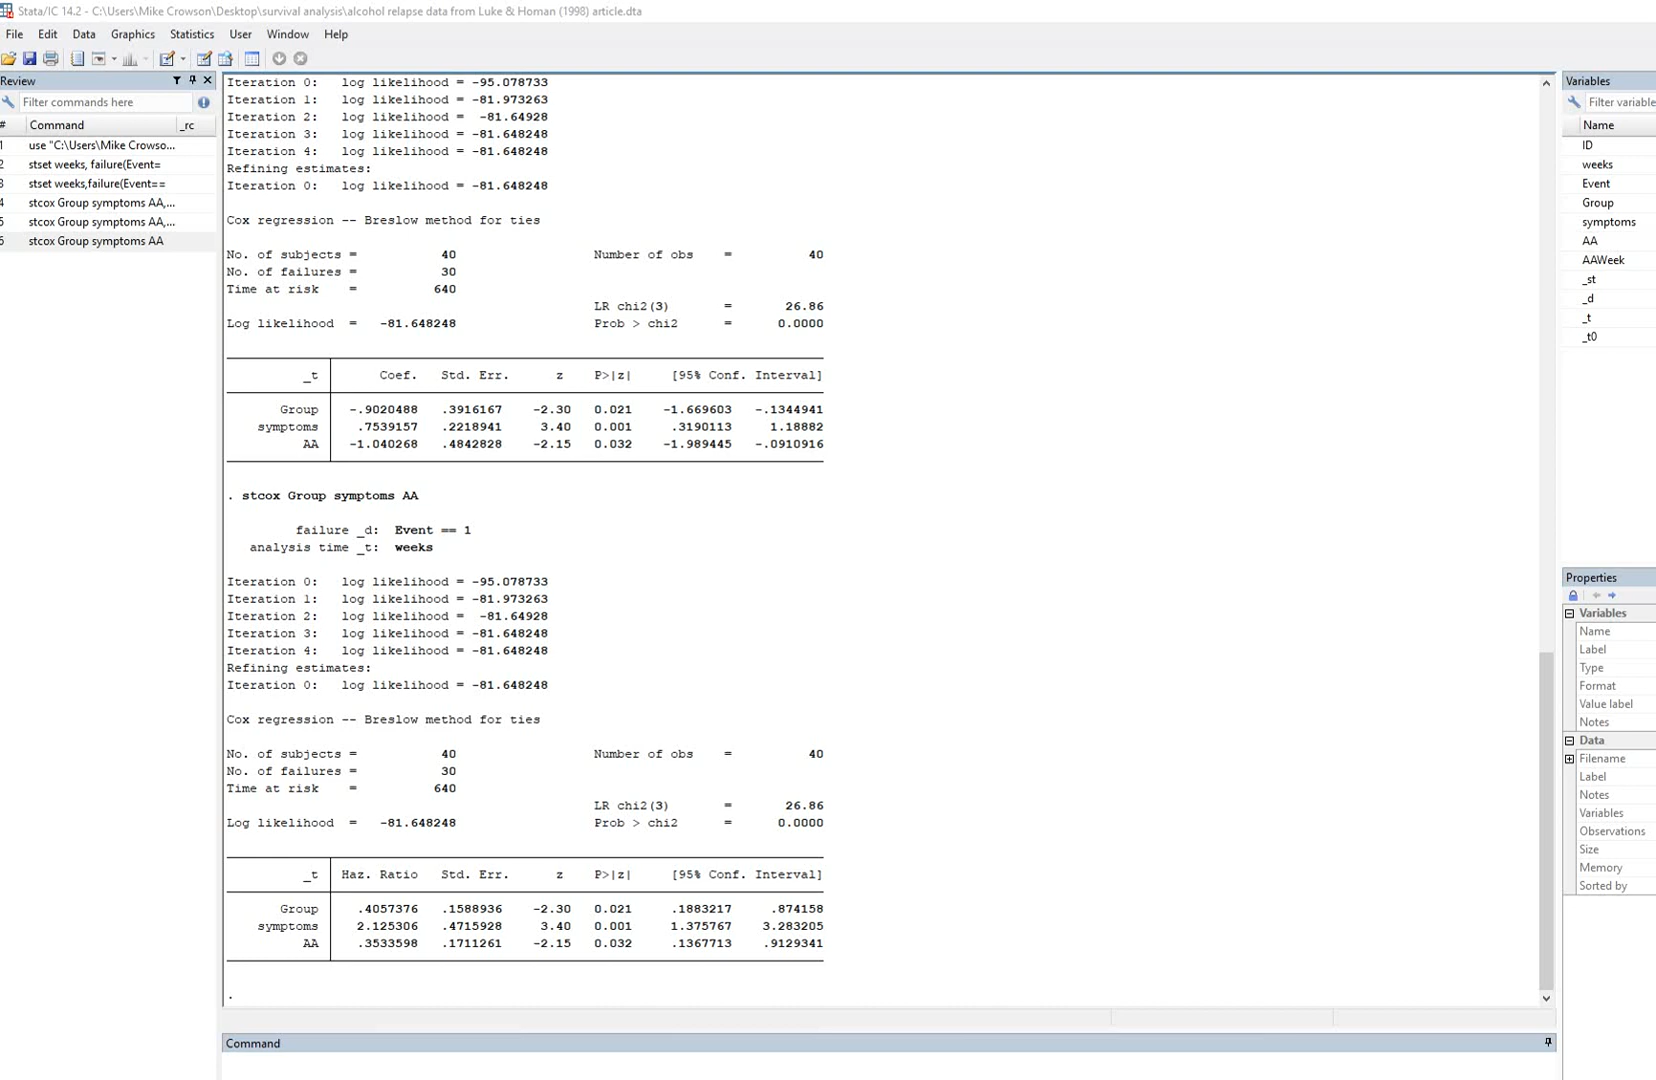 Stata/IC 14.2 - C:\Users\Mike Crowson\Desktop\survival analysis\alcohol relapse data from Luke & Homan (1998) article.dta
File Edit Data Graphics Statistics User Window Help
Review
Filter commands here
# Command _rc
1 use "C:\Users\Mike Crowso...
2 stset weeks, failure(Event=
3 stset weeks,failure(Event==
4 stcox Group symptoms AA,...
5 stcox Group symptoms AA,...
6 stcox Group symptoms AA
Iteration 0: log likelihood = -95.078733
Iteration 1: log likelihood = -81.973263
Iteration 2: log likelihood = -81.64928
Iteration 3: log likelihood = -81.648248
Iteration 4: log likelihood = -81.648248
Refining estimates:
Iteration 0: log likelihood = -81.648248
Cox regression -- Breslow method for ties
No. of subjects = 40 Number of obs = 40
No. of failures = 30
Time at risk = 640
LR chi2(3) = 26.86
Log likelihood = -81.648248 Prob > chi2 = 0.0000
_t Coef. Std. Err. z P>|z| [95% Conf. Interval]
Group -.9020488 .3916167 -2.30 0.021 -1.669603 -.1344941
symptoms .7539157 .2218941 3.40 0.001 .3190113 1.18882
AA -1.040268 .4842828 -2.15 0.032 -1.989445 -.0910916
. stcox Group symptoms AA
failure _d: Event == 1
analysis time _t: weeks
Iteration 0: log likelihood = -95.078733
Iteration 1: log likelihood = -81.973263
Iteration 2: log likelihood = -81.64928
Iteration 3: log likelihood = -81.648248
Iteration 4: log likelihood = -81.648248
Refining estimates:
Iteration 0: log likelihood = -81.648248
Cox regression -- Breslow method for ties
No. of subjects = 40 Number of obs = 40
No. of failures = 30
Time at risk = 640
LR chi2(3) = 26.86
Log likelihood = -81.648248 Prob > chi2 = 0.0000
_t Haz. Ratio Std. Err. z P>|z| [95% Conf. Interval]
Group .4057376 .1588936 -2.30 0.021 .1883217 .874158
symptoms 2.125306 .4715928 3.40 0.001 1.375767 3.283205
AA .3533598 .1711261 -2.15 0.032 .1367713 .9129341
.
Command
Variables
Filter variable
Name
ID
weeks
Event
Group
symptoms
AA
AAWeek
_st
_d
_t
_t0
Properties
Variables
Name
Label
Type
Format
Value label
Notes
Data
Filename
Label
Notes
Variables
Observations
Size
Memory
Sorted by